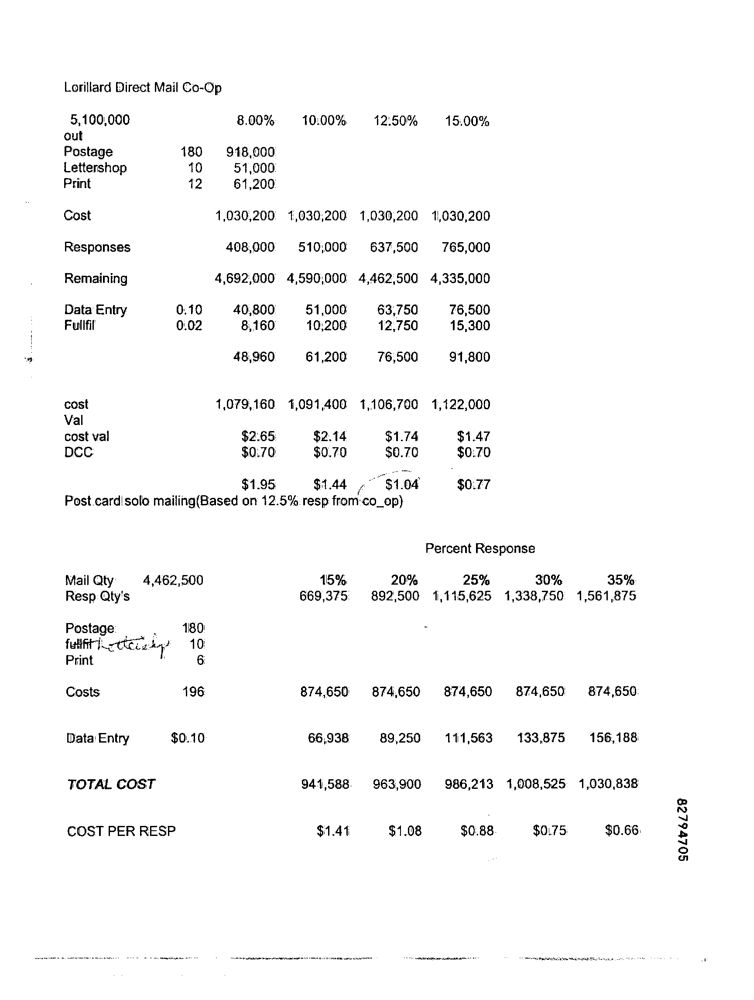 Lorillard Direct Mail Co-Op
5,100,000 8.00% 10.00% 12.50% 15.00%
out
Postage 180 918,000
Lettershop 10 51,000
Print 12 61,200
Cost 1,030,200 1,030,200 1,030,200 1,030,200
Responses 408,000 510,000 637,500 765,000
Remaining 4,692,000 4,590,000 4,462,500 4,335,000
Data Entry 0.10 40,800 51,000 63,750 76,500
Fullfil 0.02 8,160 10,200 12,750 15,300
48,960 61,200 76,500 91,800
cost 1,079,160 1,091,400 1,106,700 1,122,000
Val
cost val $2.65 $2.14 $1.74 $1.47
DCC $0.70 $0.70 $0.70 $0.70
$1.95 $1.44 $1.04 $0.77
Post card solo mailing(Based on 12.5% resp from co_op)
Percent Response
Mail Qty 4,462,500 15% 20% 25% 30% 35%
Resp Qty's 669,375 892,500 1,115,625 1,338,750 1,561,875
Postage 180
fullfil 10
Print 6
Costs 196 874,650 874,650 874,650 874,650 874,650
Data Entry $0.10 66,938 89,250 111,563 133,875 156,188
TOTAL COST 941,588 963,900 986,213 1,008,525 1,030,838
COST PER RESP $1.41 $1.08 $0.88 $0.75 $0.66
82794705